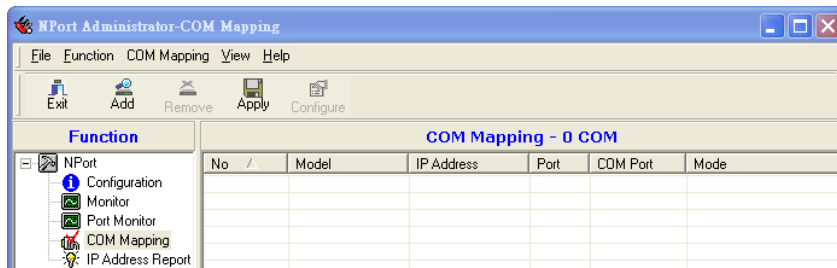 NPort Administrator-COM Mapping
File Function COM Mapping View Help
Exit Add Remove Apply Configure
Function
COM Mapping - 0 COM
No Model IP Address Port COM Port Mode
NPort
Configuration
Monitor
Port Monitor
COM Mapping
IP Address Report